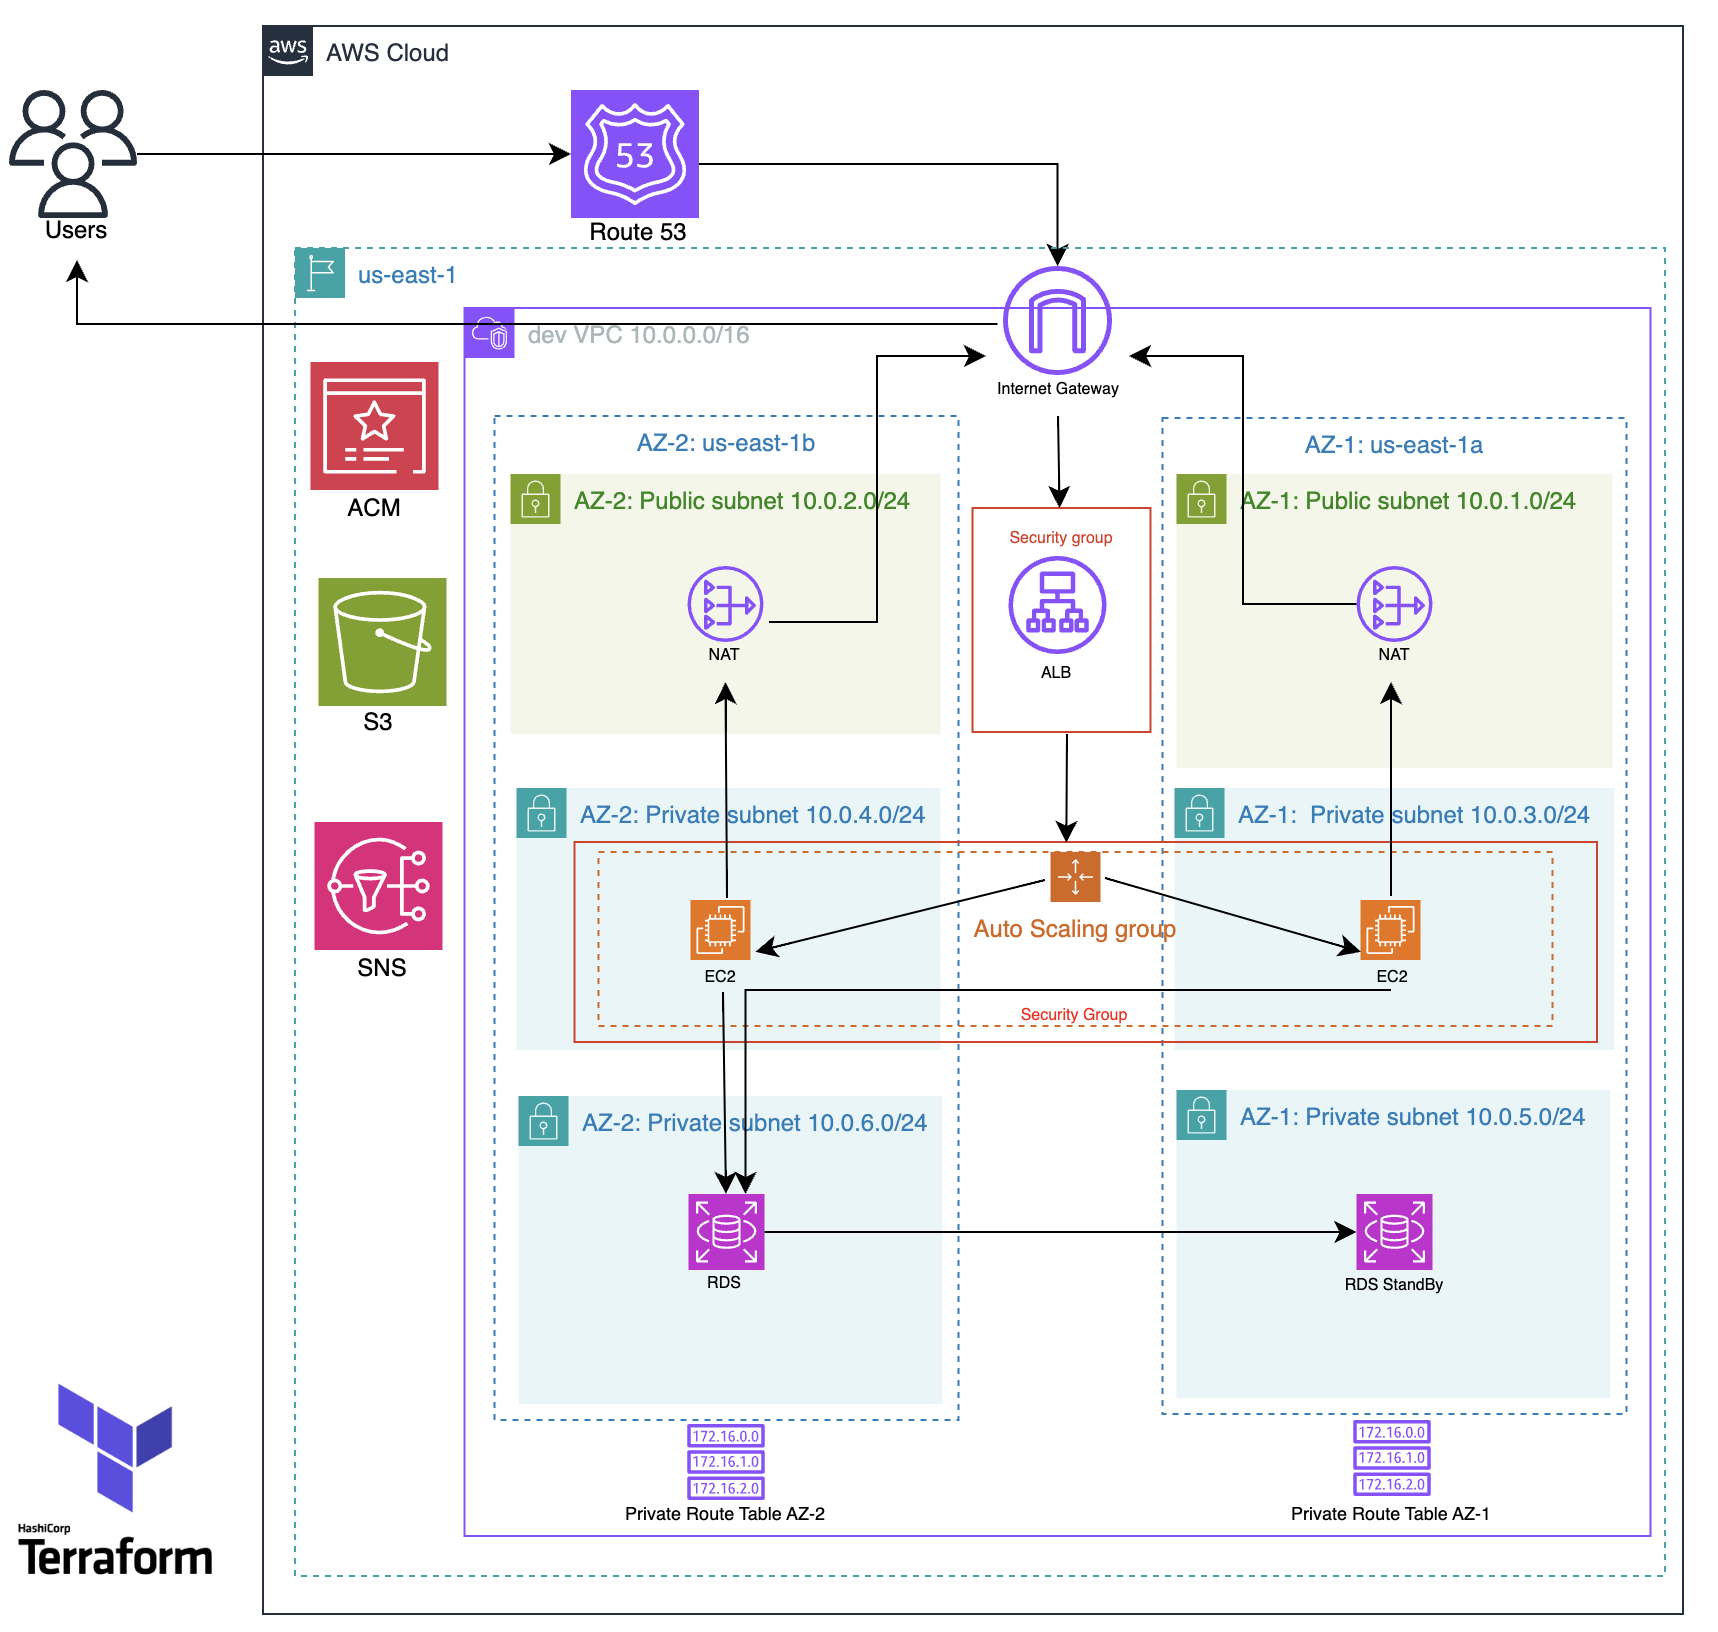 aws
AWS Cloud
53
Users
Route 53
us-east-1
dev VPC 10.0.0.0/16
Internet Gateway
ACM
AZ-2: us-east-1b
AZ-1: us-east-1a
AZ-2: Public subnet 10.0.2.0/24
AZ-1: Public subnet 10.0.1.0/24
Security group
NAT
ALB
NAT
S3
AZ-2: Private subnet 10.0.4.0/24
AZ-1:  Private subnet 10.0.3.0/24
Auto Scaling group
EC2
EC2
SNS
Security Group
AZ-2: Private subnet 10.0.6.0/24
AZ-1: Private subnet 10.0.5.0/24
RDS
RDS StandBy
172.16.0.0
172.16.1.0
172.16.2.0
Private Route Table AZ-2
172.16.0.0
172.16.1.0
172.16.2.0
Private Route Table AZ-1
HashiCorp
Terraform